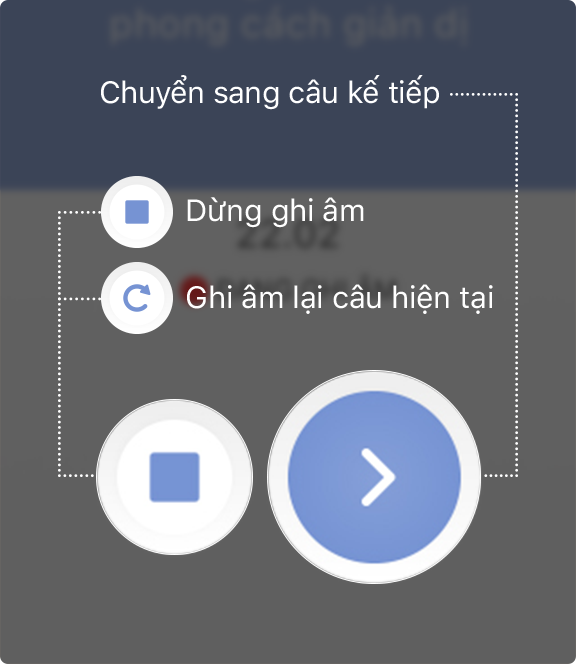 phong cách giản dị
Chuyển sang câu kế tiếp
Dừng ghi âm
22.02
Ghi âm lại câu hiện tại